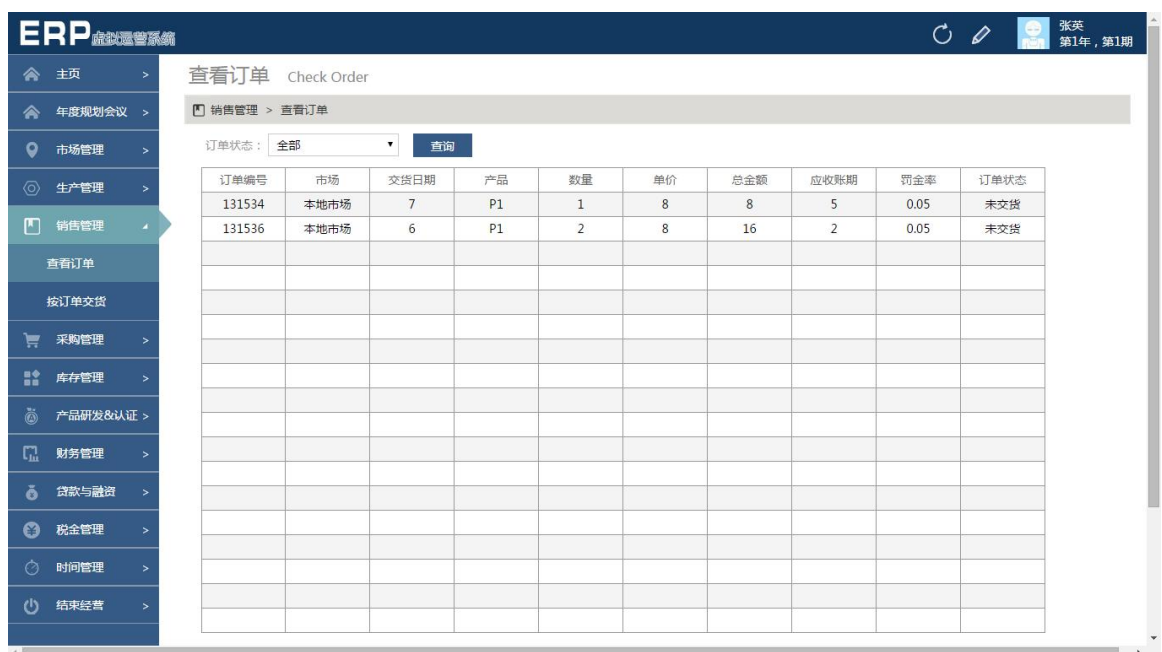 ERP虚拟运营系统
张英
第1年，第1期
主页 >
年度规划会议 >
市场管理 >
生产管理 >
销售管理
查看订单
按订单交货
采购管理 >
库存管理 >
产品研发&认证 >
财务管理 >
贷款与融资 >
税金管理 >
时间管理 >
结束经营 >
查看订单 Check Order
销售管理 > 查看订单
订单状态： 全部 查询
订单编号 市场 交货日期 产品 数量 单价 总金额 应收账期 罚金率 订单状态
131534 本地市场 7 P1 1 8 8 5 0.05 未交货
131536 本地市场 6 P1 2 8 16 2 0.05 未交货